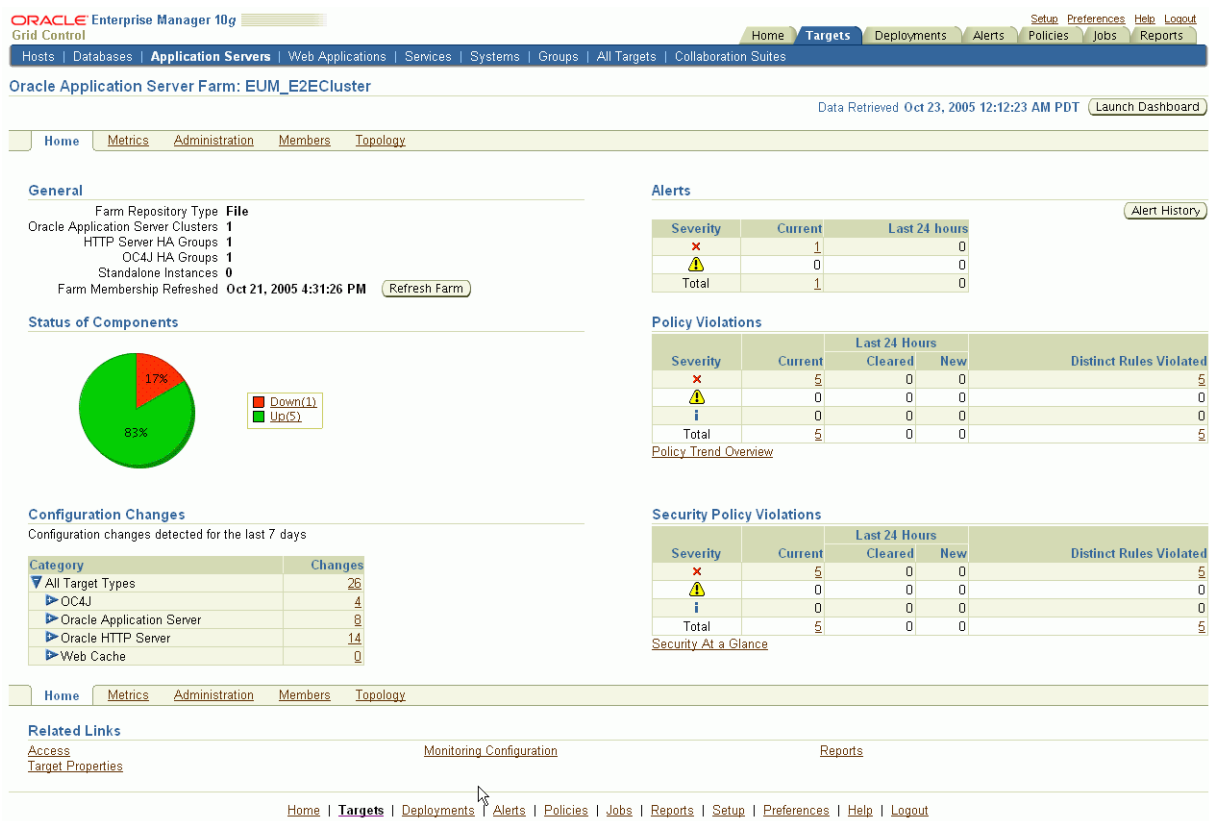 ORACLE Enterprise Manager 10g
Grid Control
Setup Preferences Help Logout
Home Targets Deployments Alerts Policies Jobs Reports
Hosts | Databases | Application Servers | Web Applications | Services | Systems | Groups | All Targets | Collaboration Suites
Oracle Application Server Farm: EUM_E2ECluster
Data Retrieved Oct 23, 2005 12:12:23 AM PDT Launch Dashboard
Home Metrics Administration Members Topology
General
Farm Repository Type File
Oracle Application Server Clusters 1
HTTP Server HA Groups 1
OC4J HA Groups 1
Standalone Instances 0
Farm Membership Refreshed Oct 21, 2005 4:31:26 PM Refresh Farm
Alerts
Alert History
Severity Current Last 24 hours
1 0
0 0
Total 1 0
Status of Components
17%
83%
Down(1)
Up(5)
Policy Violations
Last 24 Hours
Severity Current Cleared New Distinct Rules Violated
5 0 0 5
0 0 0 0
0 0 0 0
Total 5 0 0 5
Policy Trend Overview
Configuration Changes
Configuration changes detected for the last 7 days
Category Changes
All Target Types 26
OC4J 4
Oracle Application Server 8
Oracle HTTP Server 14
Web Cache 0
Security Policy Violations
Last 24 Hours
Severity Current Cleared New Distinct Rules Violated
5 0 0 5
0 0 0 0
0 0 0 0
Total 5 0 0 5
Security At a Glance
Home Metrics Administration Members Topology
Related Links
Access Monitoring Configuration Reports
Target Properties
Home | Targets | Deployments | Alerts | Policies | Jobs | Reports | Setup | Preferences | Help | Logout